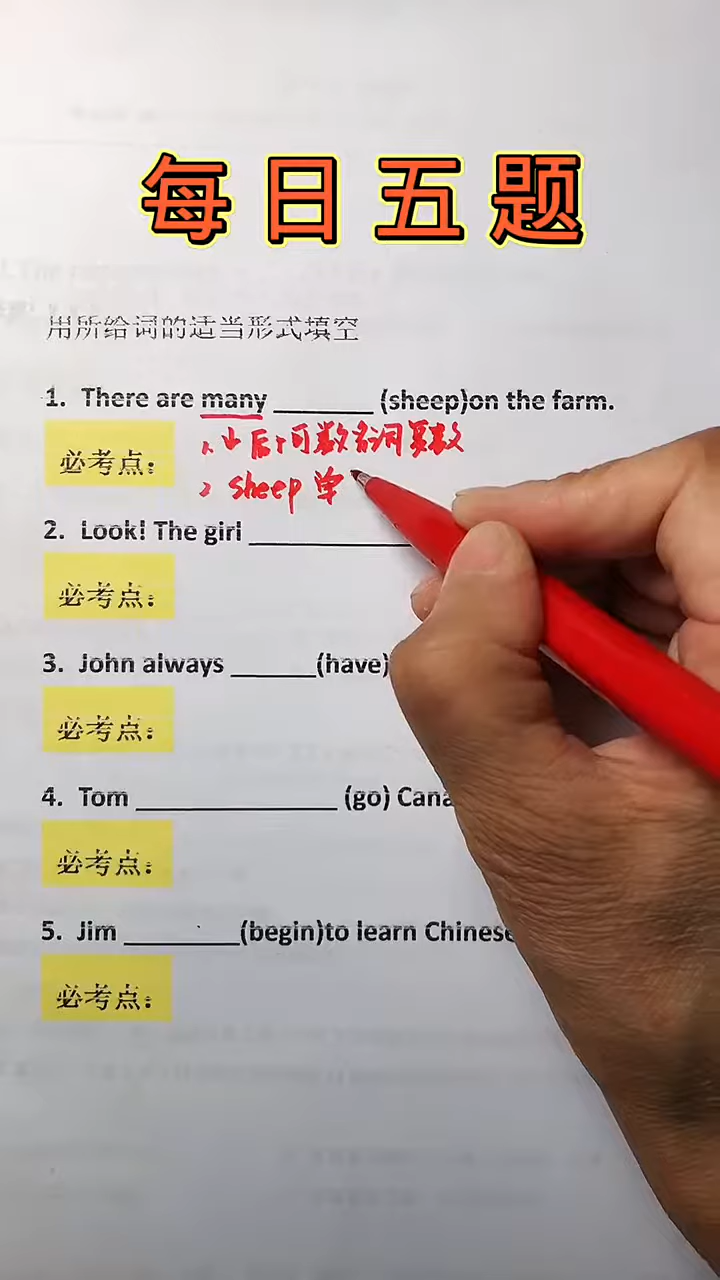 每日五题
用所给词的适当形式填空
1. There are many ________ (sheep)on the farm.
必考点:
1. ↓后+可数名词复数
2 sheep 单
2. Look! The girl ____________
必考点:
3. John always ______(have)
必考点:
4. Tom ______________ (go) Cana
必考点:
5. Jim ________(begin)to learn Chinese
必考点: